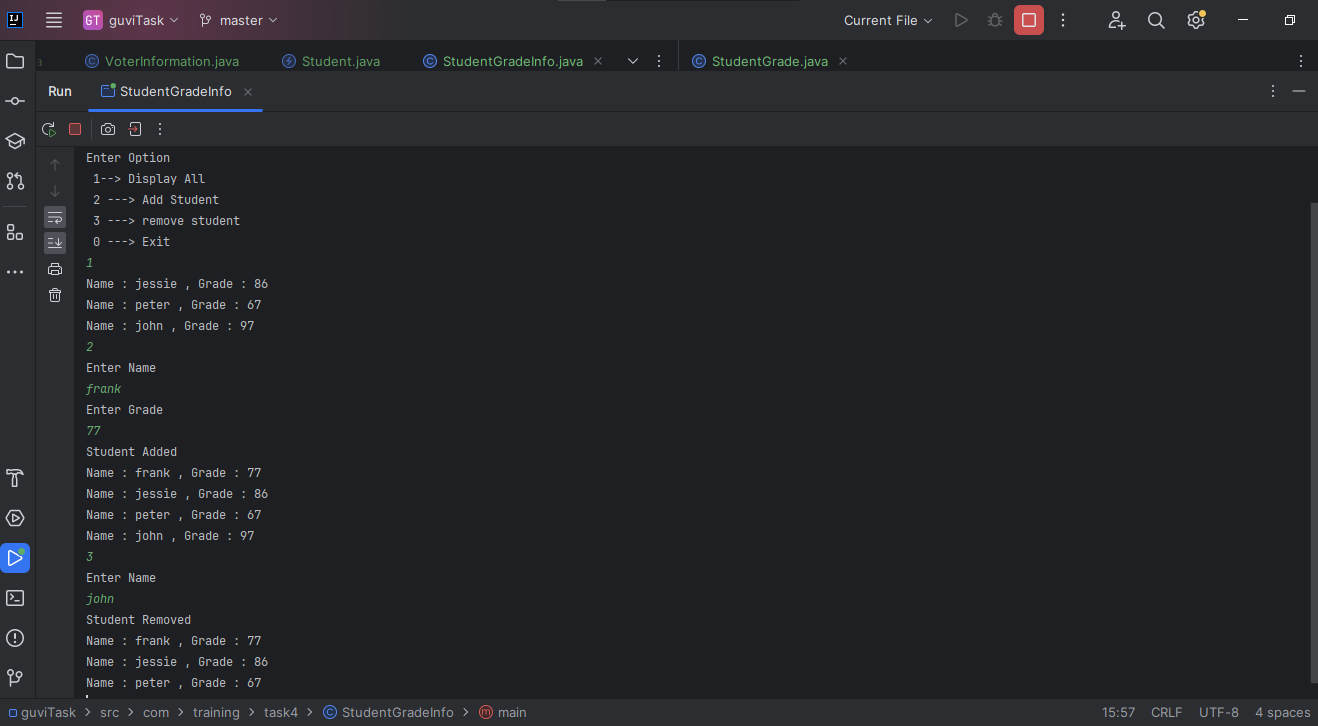 GT guviTask master Current File
VoterInformation.java Student.java StudentGradeInfo.java StudentGrade.java
Run StudentGradeInfo
Enter Option
1--> Display All
2 ---> Add Student
3 ---> remove student
0 ---> Exit
1
Name : jessie , Grade : 86
Name : peter , Grade : 67
Name : john , Grade : 97
2
Enter Name
frank
Enter Grade
77
Student Added
Name : frank , Grade : 77
Name : jessie , Grade : 86
Name : peter , Grade : 67
Name : john , Grade : 97
3
Enter Name
john
Student Removed
Name : frank , Grade : 77
Name : jessie , Grade : 86
Name : peter , Grade : 67
guviTask > src > com > training > task4 > StudentGradeInfo > main 15:57 CRLF UTF-8 4 spaces